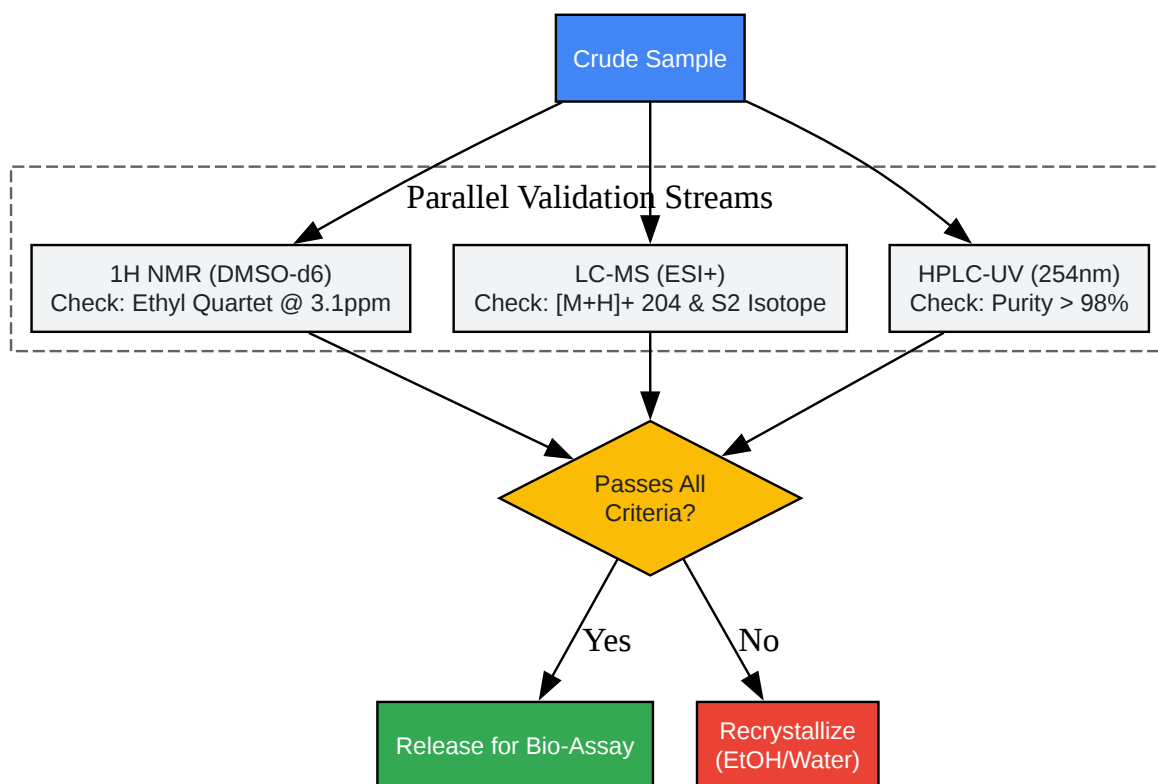 Crude Sample
Parallel Validation Streams
1H NMR (DMSO-d6)
Check: Ethyl Quartet @ 3.1ppm
LC-MS (ESI+)
Check: [M+H]+ 204 & S2 Isotope
HPLC-UV (254nm)
Check: Purity > 98%
Passes All
Criteria?
Yes
No
Release for Bio-Assay
Recrystallize
(EtOH/Water)